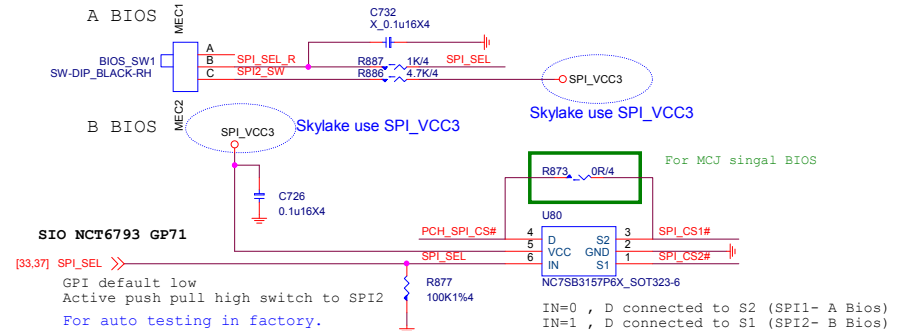 A BIOS
MEC1
C732
X_0.1u16X4
BIOS_SW1
SW-DIP_BLACK-RH
A
B
C
SPI_SEL_R
SPI2_SW
R887 1K/4
R886 4.7K/4
SPI_SEL
SPI_VCC3
Skylake use SPI_VCC3
MEC2
B BIOS
SPI_VCC3
Skylake use SPI_VCC3
C726
0.1u16X4
For MCJ singal BIOS
R873 0R/4
U80
PCH_SPI_CS# 4 D S2 3 SPI_CS1#
5 VCC GND 2
SPI_SEL 6 IN S1 1 SPI_CS2#
NC7SB3157P6X_SOT323-6
SIO NCT6793 GP71
[33,37] SPI_SEL
GPI default low
Active push pull high switch to SPI2
For auto testing in factory.
R877
100K1%4
IN=0 , D connected to S2 (SPI1- A Bios)
IN=1 , D connected to S1 (SPI2- B Bios)